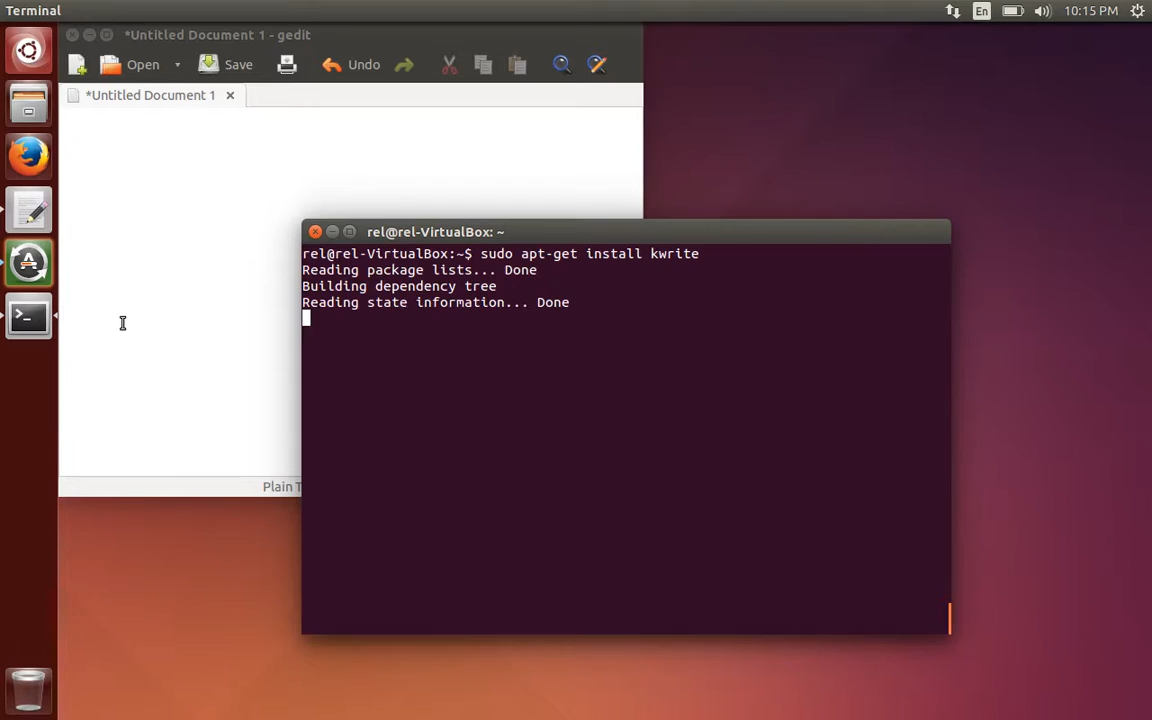 Terminal
En
10:15 PM
*Untitled Document 1 - gedit
Open
Save
Undo
*Untitled Document 1
rel@rel-VirtualBox: ~
rel@rel-VirtualBox:~$ sudo apt-get install kwrite
Reading package lists... Done
Building dependency tree
Reading state information... Done
Plain T